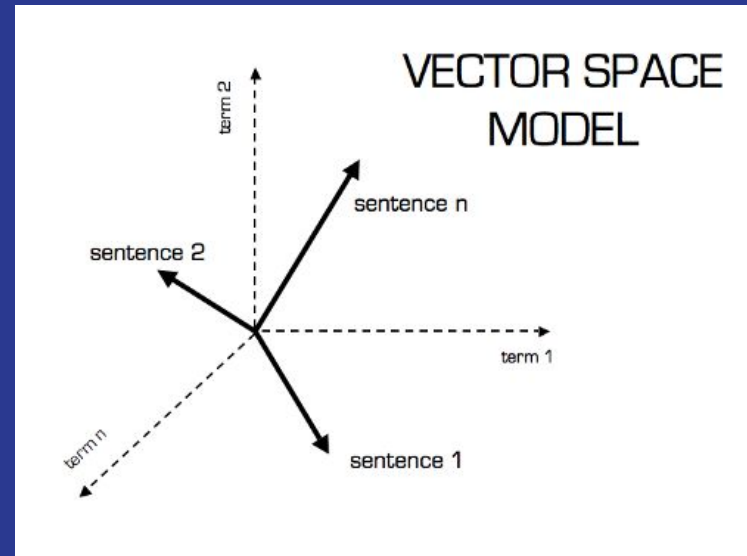 VECTOR SPACE
MODEL
term 2
sentence n
sentence 2
term 1
term n
sentence 1